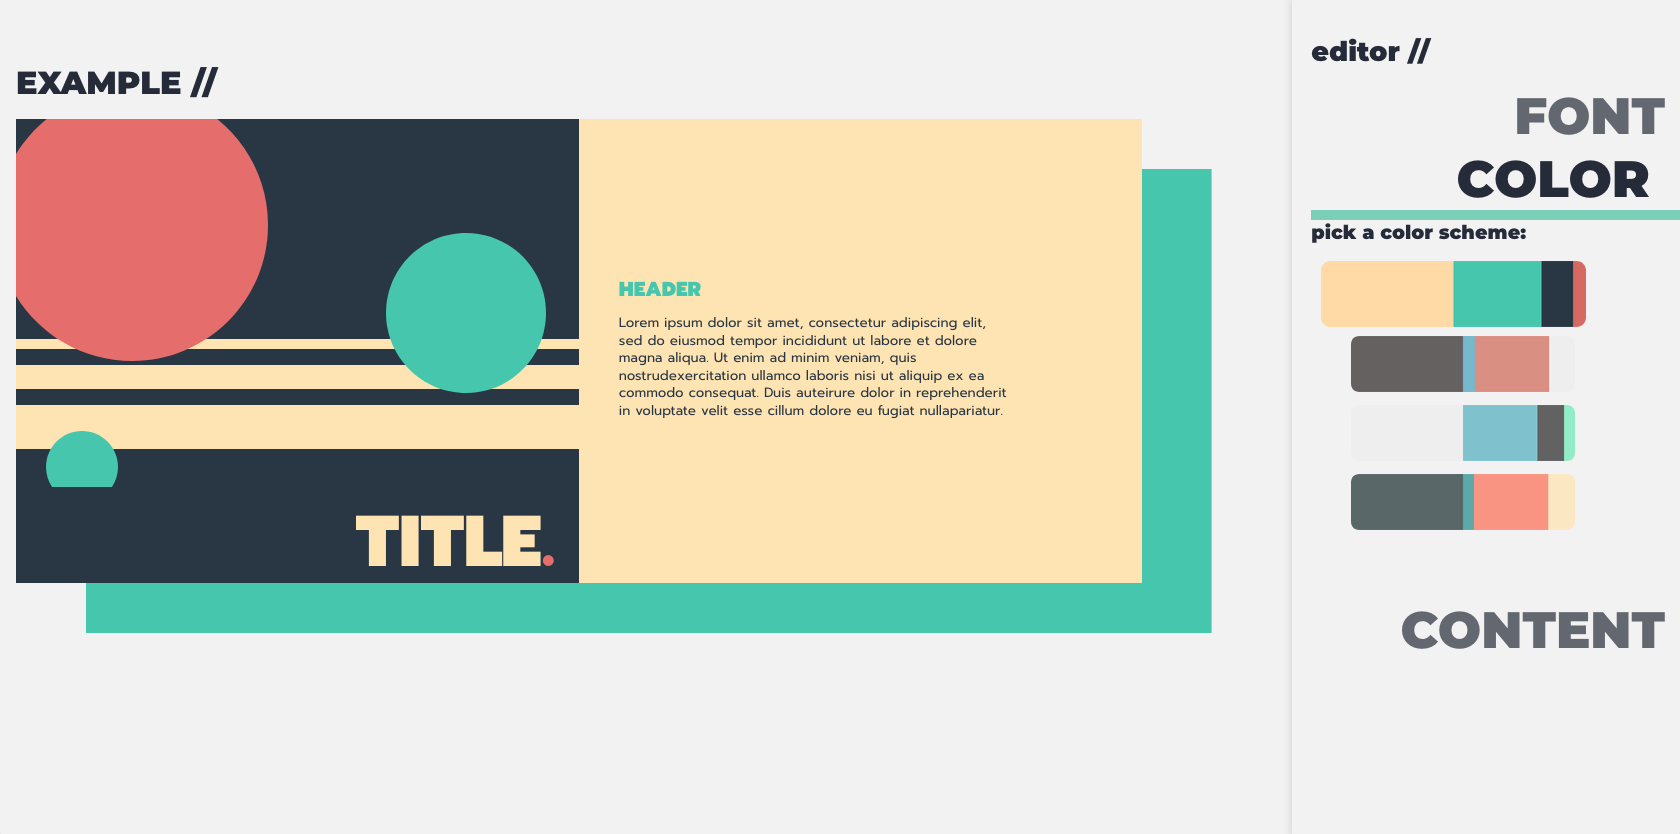 EXAMPLE //
TITLE.
HEADER
Lorem ipsum dolor sit amet, consectetur adipiscing elit,
sed do eiusmod tempor incididunt ut labore et dolore
magna aliqua. Ut enim ad minim veniam, quis
nostrudexercitation ullamco laboris nisi ut aliquip ex ea
commodo consequat. Duis auteirure dolor in reprehenderit
in voluptate velit esse cillum dolore eu fugiat nullapariatur.
editor //
FONT
COLOR
pick a color scheme:
CONTENT